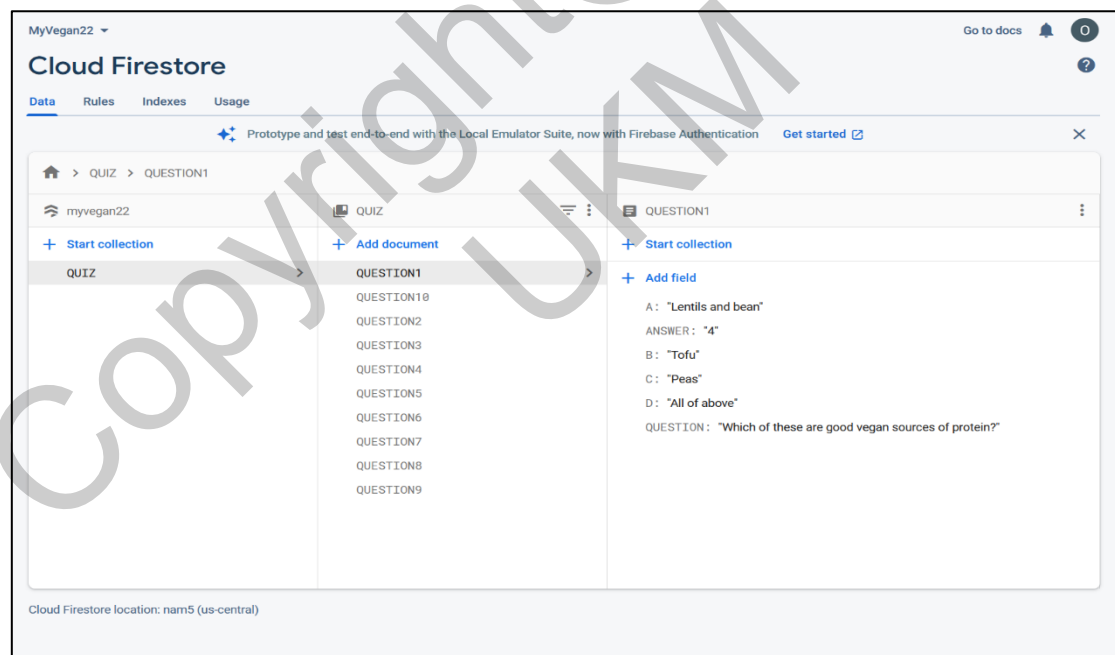 MyVegan22
Go to docs
O
Cloud Firestore
?
Data Rules Indexes Usage
Prototype and test end-to-end with the Local Emulator Suite, now with Firebase Authentication Get started
> QUIZ > QUESTION1
myvegan22
+ Start collection
QUIZ >
QUIZ
+ Add document
QUESTION1 >
QUESTION10
QUESTION2
QUESTION3
QUESTION4
QUESTION5
QUESTION6
QUESTION7
QUESTION8
QUESTION9
QUESTION1
+ Start collection
+ Add field
A: "Lentils and bean"
ANSWER: "4"
B: "Tofu"
C: "Peas"
D: "All of above"
QUESTION: "Which of these are good vegan sources of protein?"
Cloud Firestore location: nam5 (us-central)
Copyright
UKM